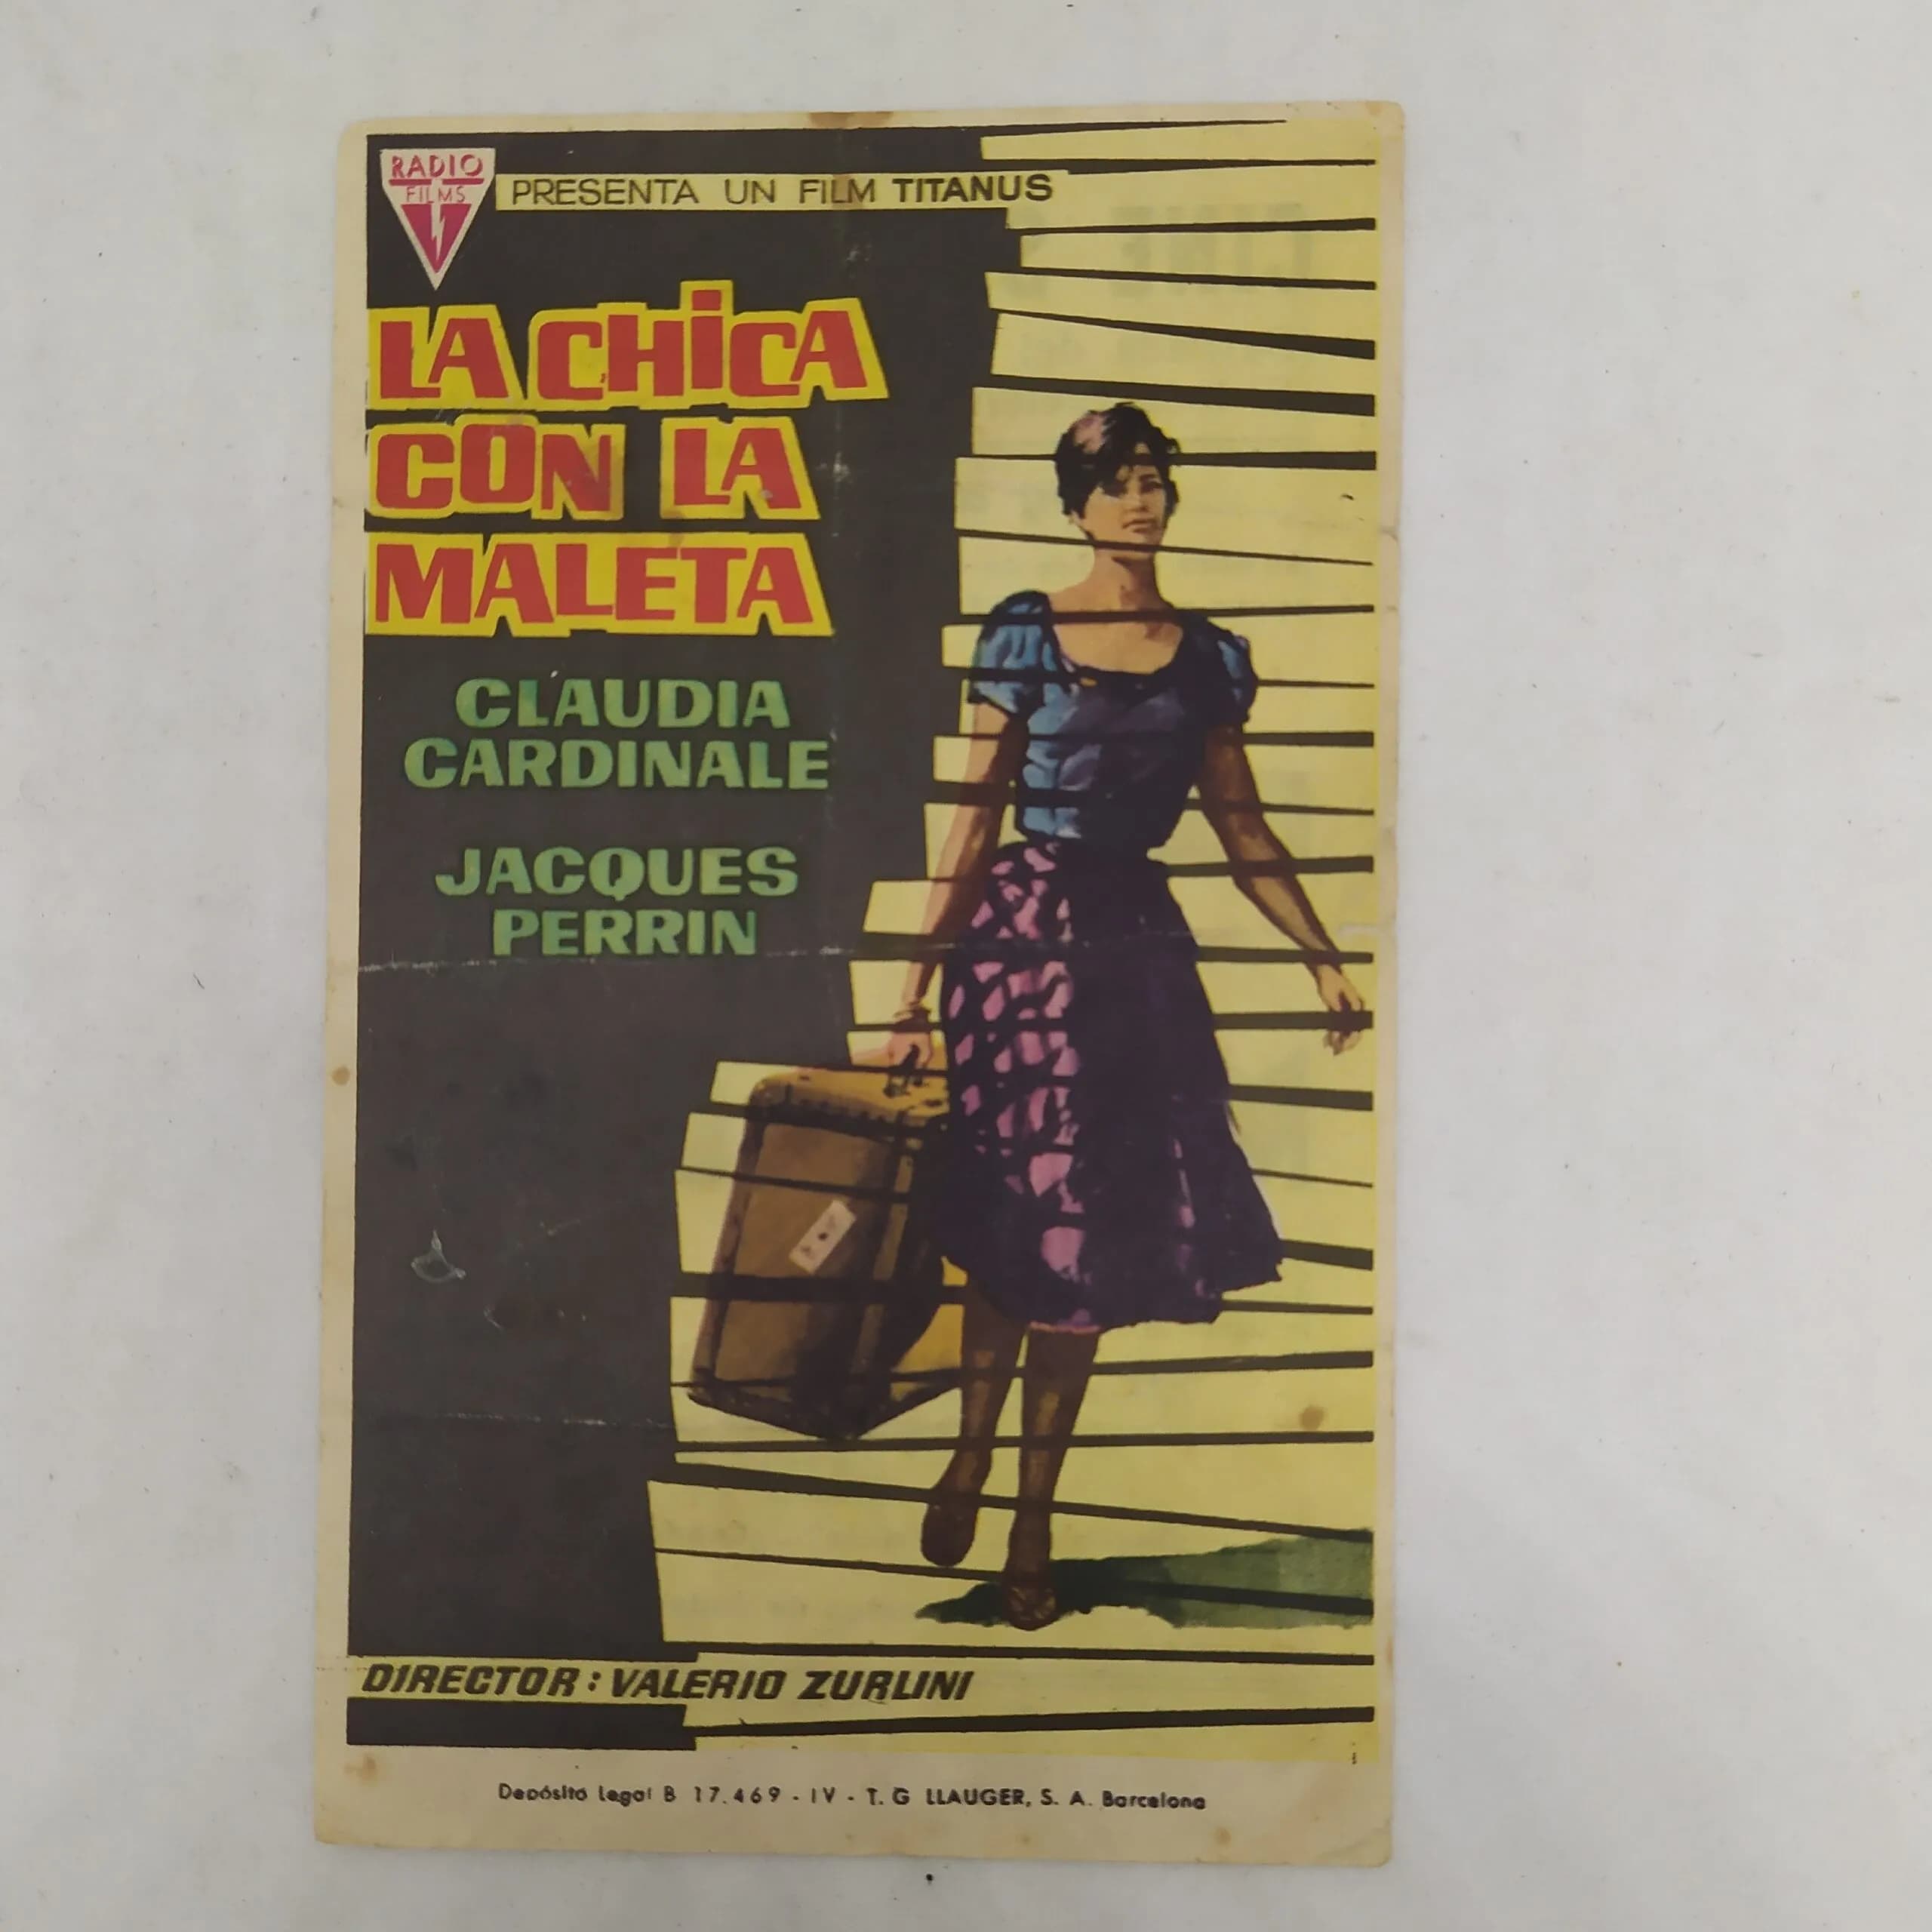 RADIO
FILMS
PRESENTA UN FILM TITANUS
LA CHICA
CON LA
MALETA
CLAUDIA
CARDINALE
JACQUES
PERRIN
DIRECTOR: VALERIO ZURLINI
Depósito Legal B 17.469 - IV - T. G LLAUGER, S. A. Barcelona